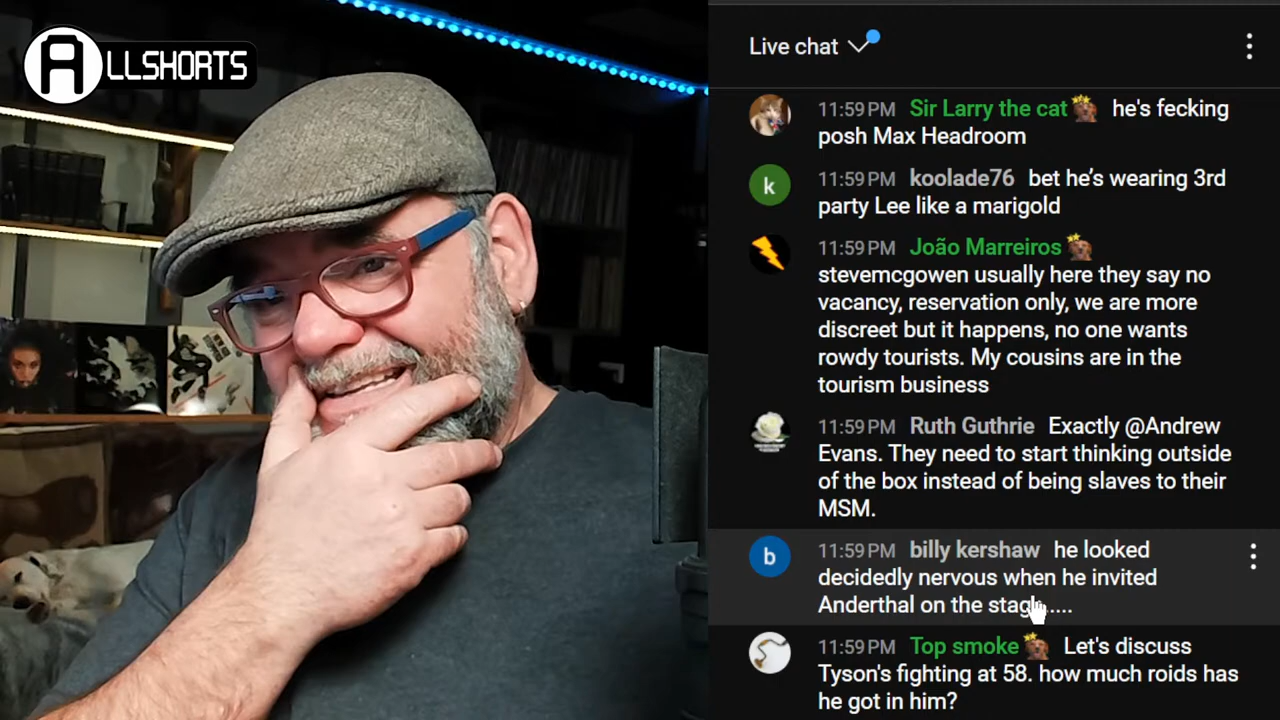 ALLSHORTS
Live chat
11:59 PM Sir Larry the cat he's fecking
posh Max Headroom
11:59 PM koolade76 bet he's wearing 3rd
party Lee like a marigold
11:59 PM João Marreiros
stevemcgowen usually here they say no
vacancy, reservation only, we are more
discreet but it happens, no one wants
rowdy tourists. My cousins are in the
tourism business
11:59 PM Ruth Guthrie Exactly @Andrew
Evans. They need to start thinking outside
of the box instead of being slaves to their
MSM.
b 11:59 PM billy kershaw he looked
decidedly nervous when he invited
Anderthal on the stage.....
11:59 PM Top smoke Let's discuss
Tyson's fighting at 58. how much roids has
he got in him?
k